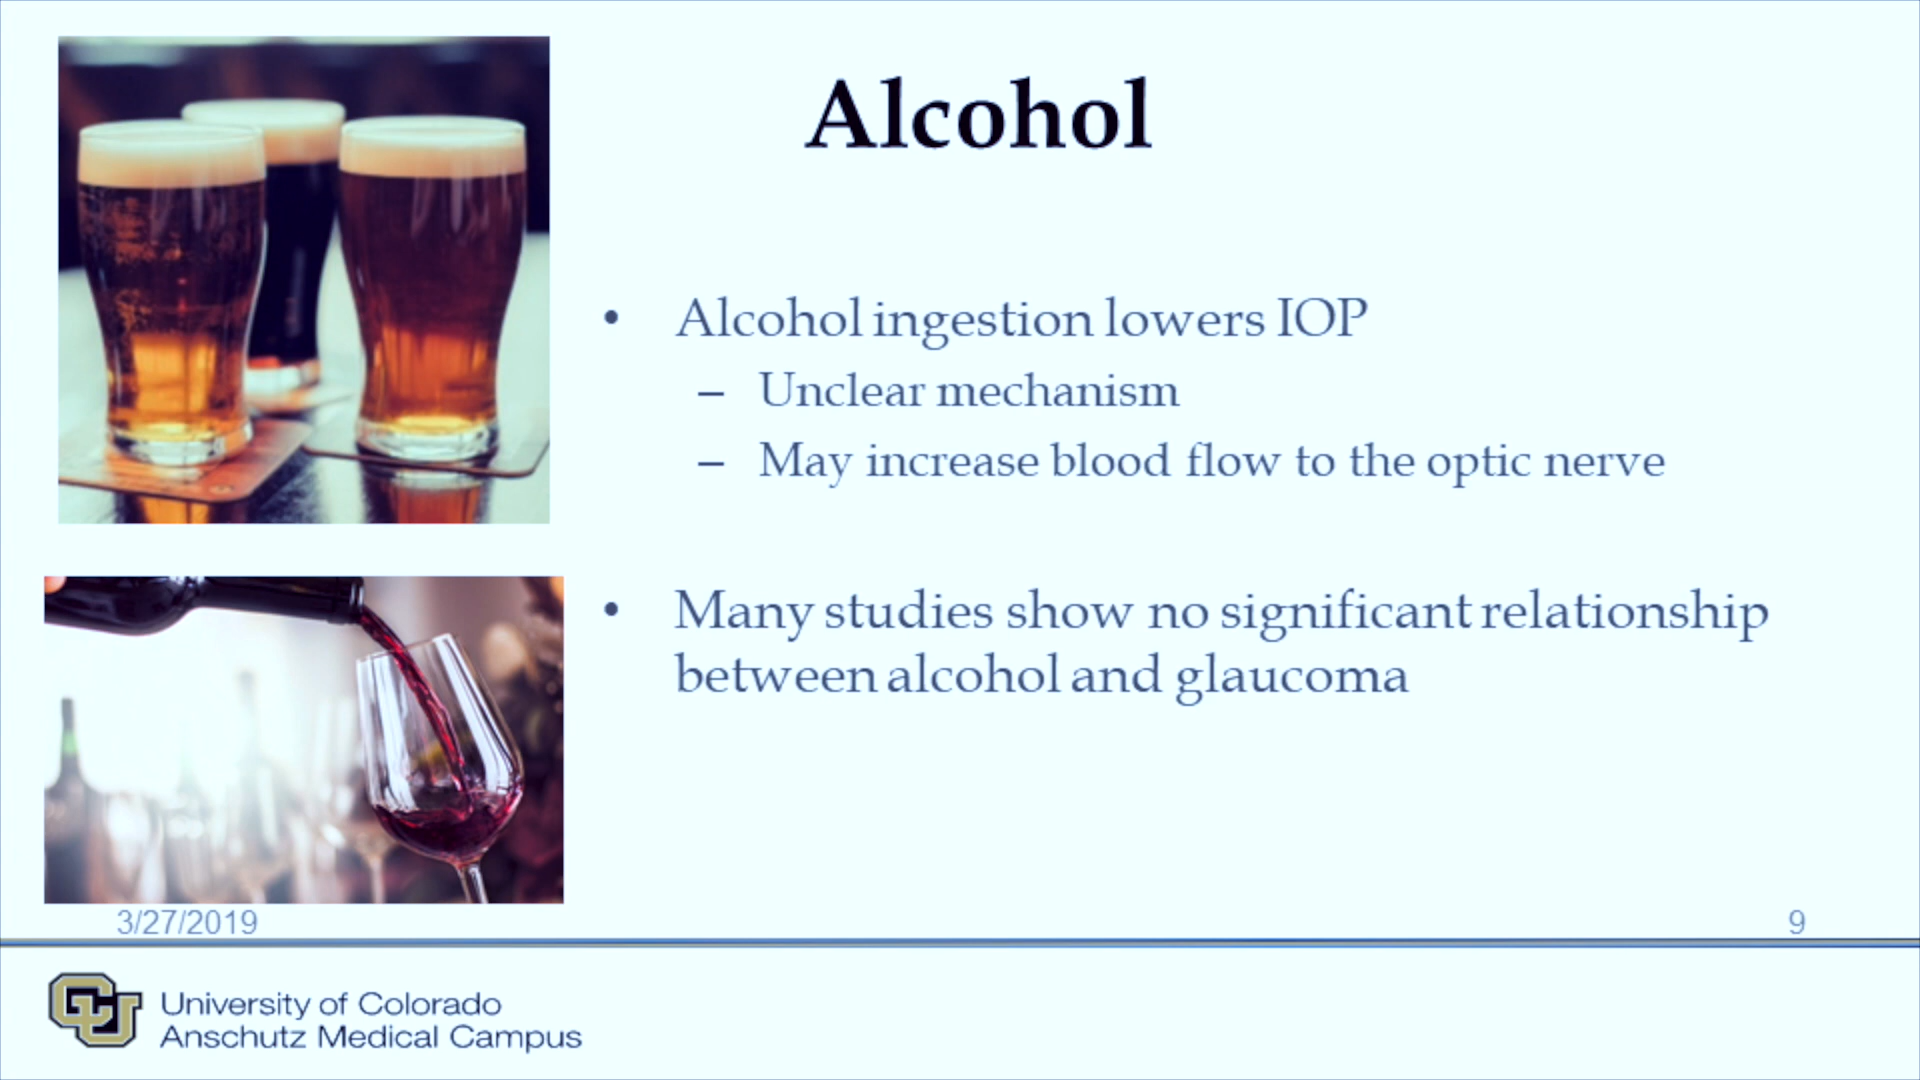 Alcohol
• Alcohol ingestion lowers IOP
– Unclear mechanism
– May increase blood flow to the optic nerve
• Many studies show no significant relationship
between alcohol and glaucoma
3/27/2019
9
CU
University of Colorado
Anschutz Medical Campus